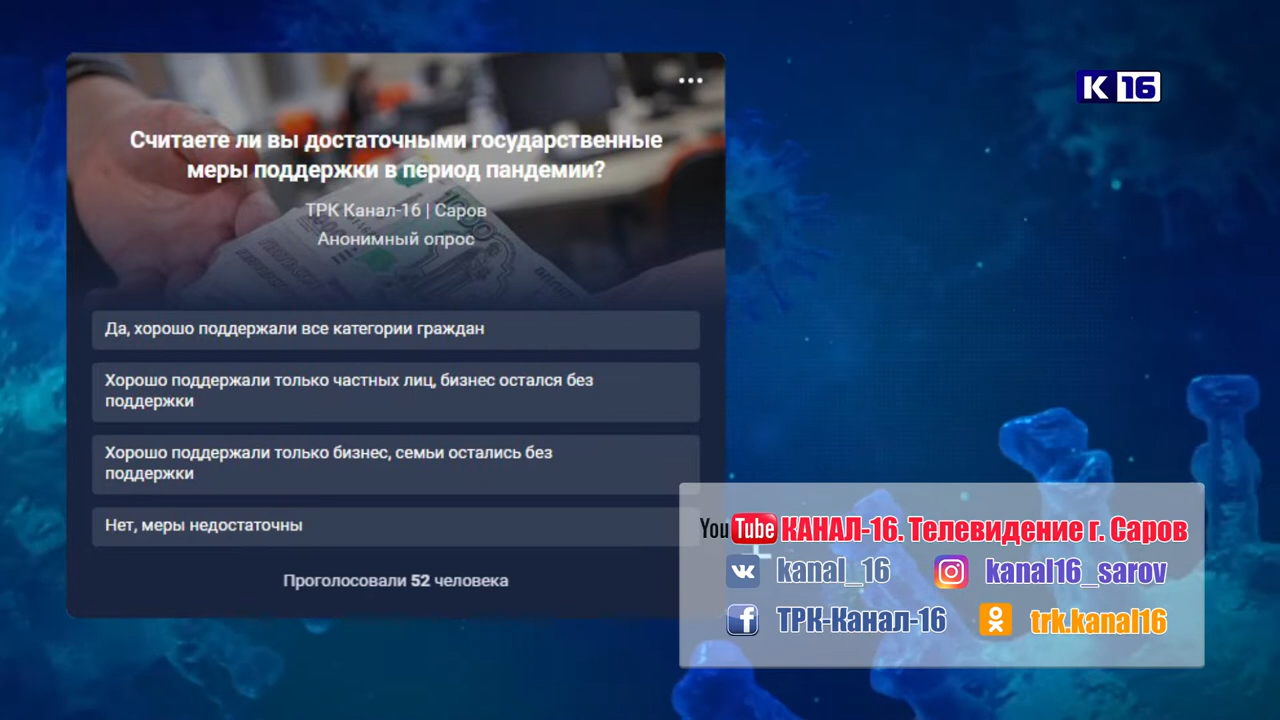 К 16
Считаете ли вы достаточными государственные
меры поддержки в период пандемии?
ТРК Канал-16 | Саров
Анонимный опрос
Да, хорошо поддержали все категории граждан
Хорошо поддержали только частных лиц, бизнес остался без
поддержки
Хорошо поддержали только бизнес, семьи остались без
поддержки
Нет, меры недостаточны
Проголосовали 52 человека
YouTube КАНАЛ-16. Телевидение г. Саров
kanal_16
kanal16_sarov
ТРК-Канал-16
trk.kanal16